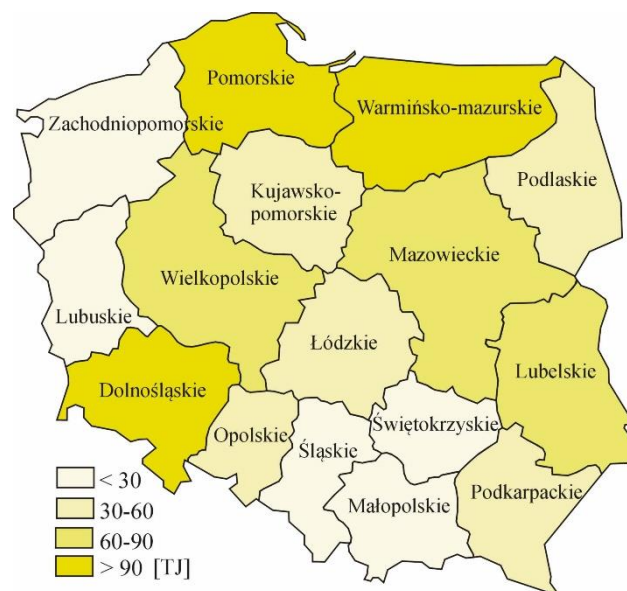 Pomorskie
Warmińsko-mazurskie
Zachodniopomorskie
Podlaskie
Kujawsko-
pomorskie
Mazowieckie
Wielkopolskie
Lubuskie
Łódzkie
Lubelskie
Dolnośląskie
Opolskie
Świętokrzyskie
Śląskie
Podkarpackie
Małopolskie
< 30
30-60
60-90
> 90 [TJ]